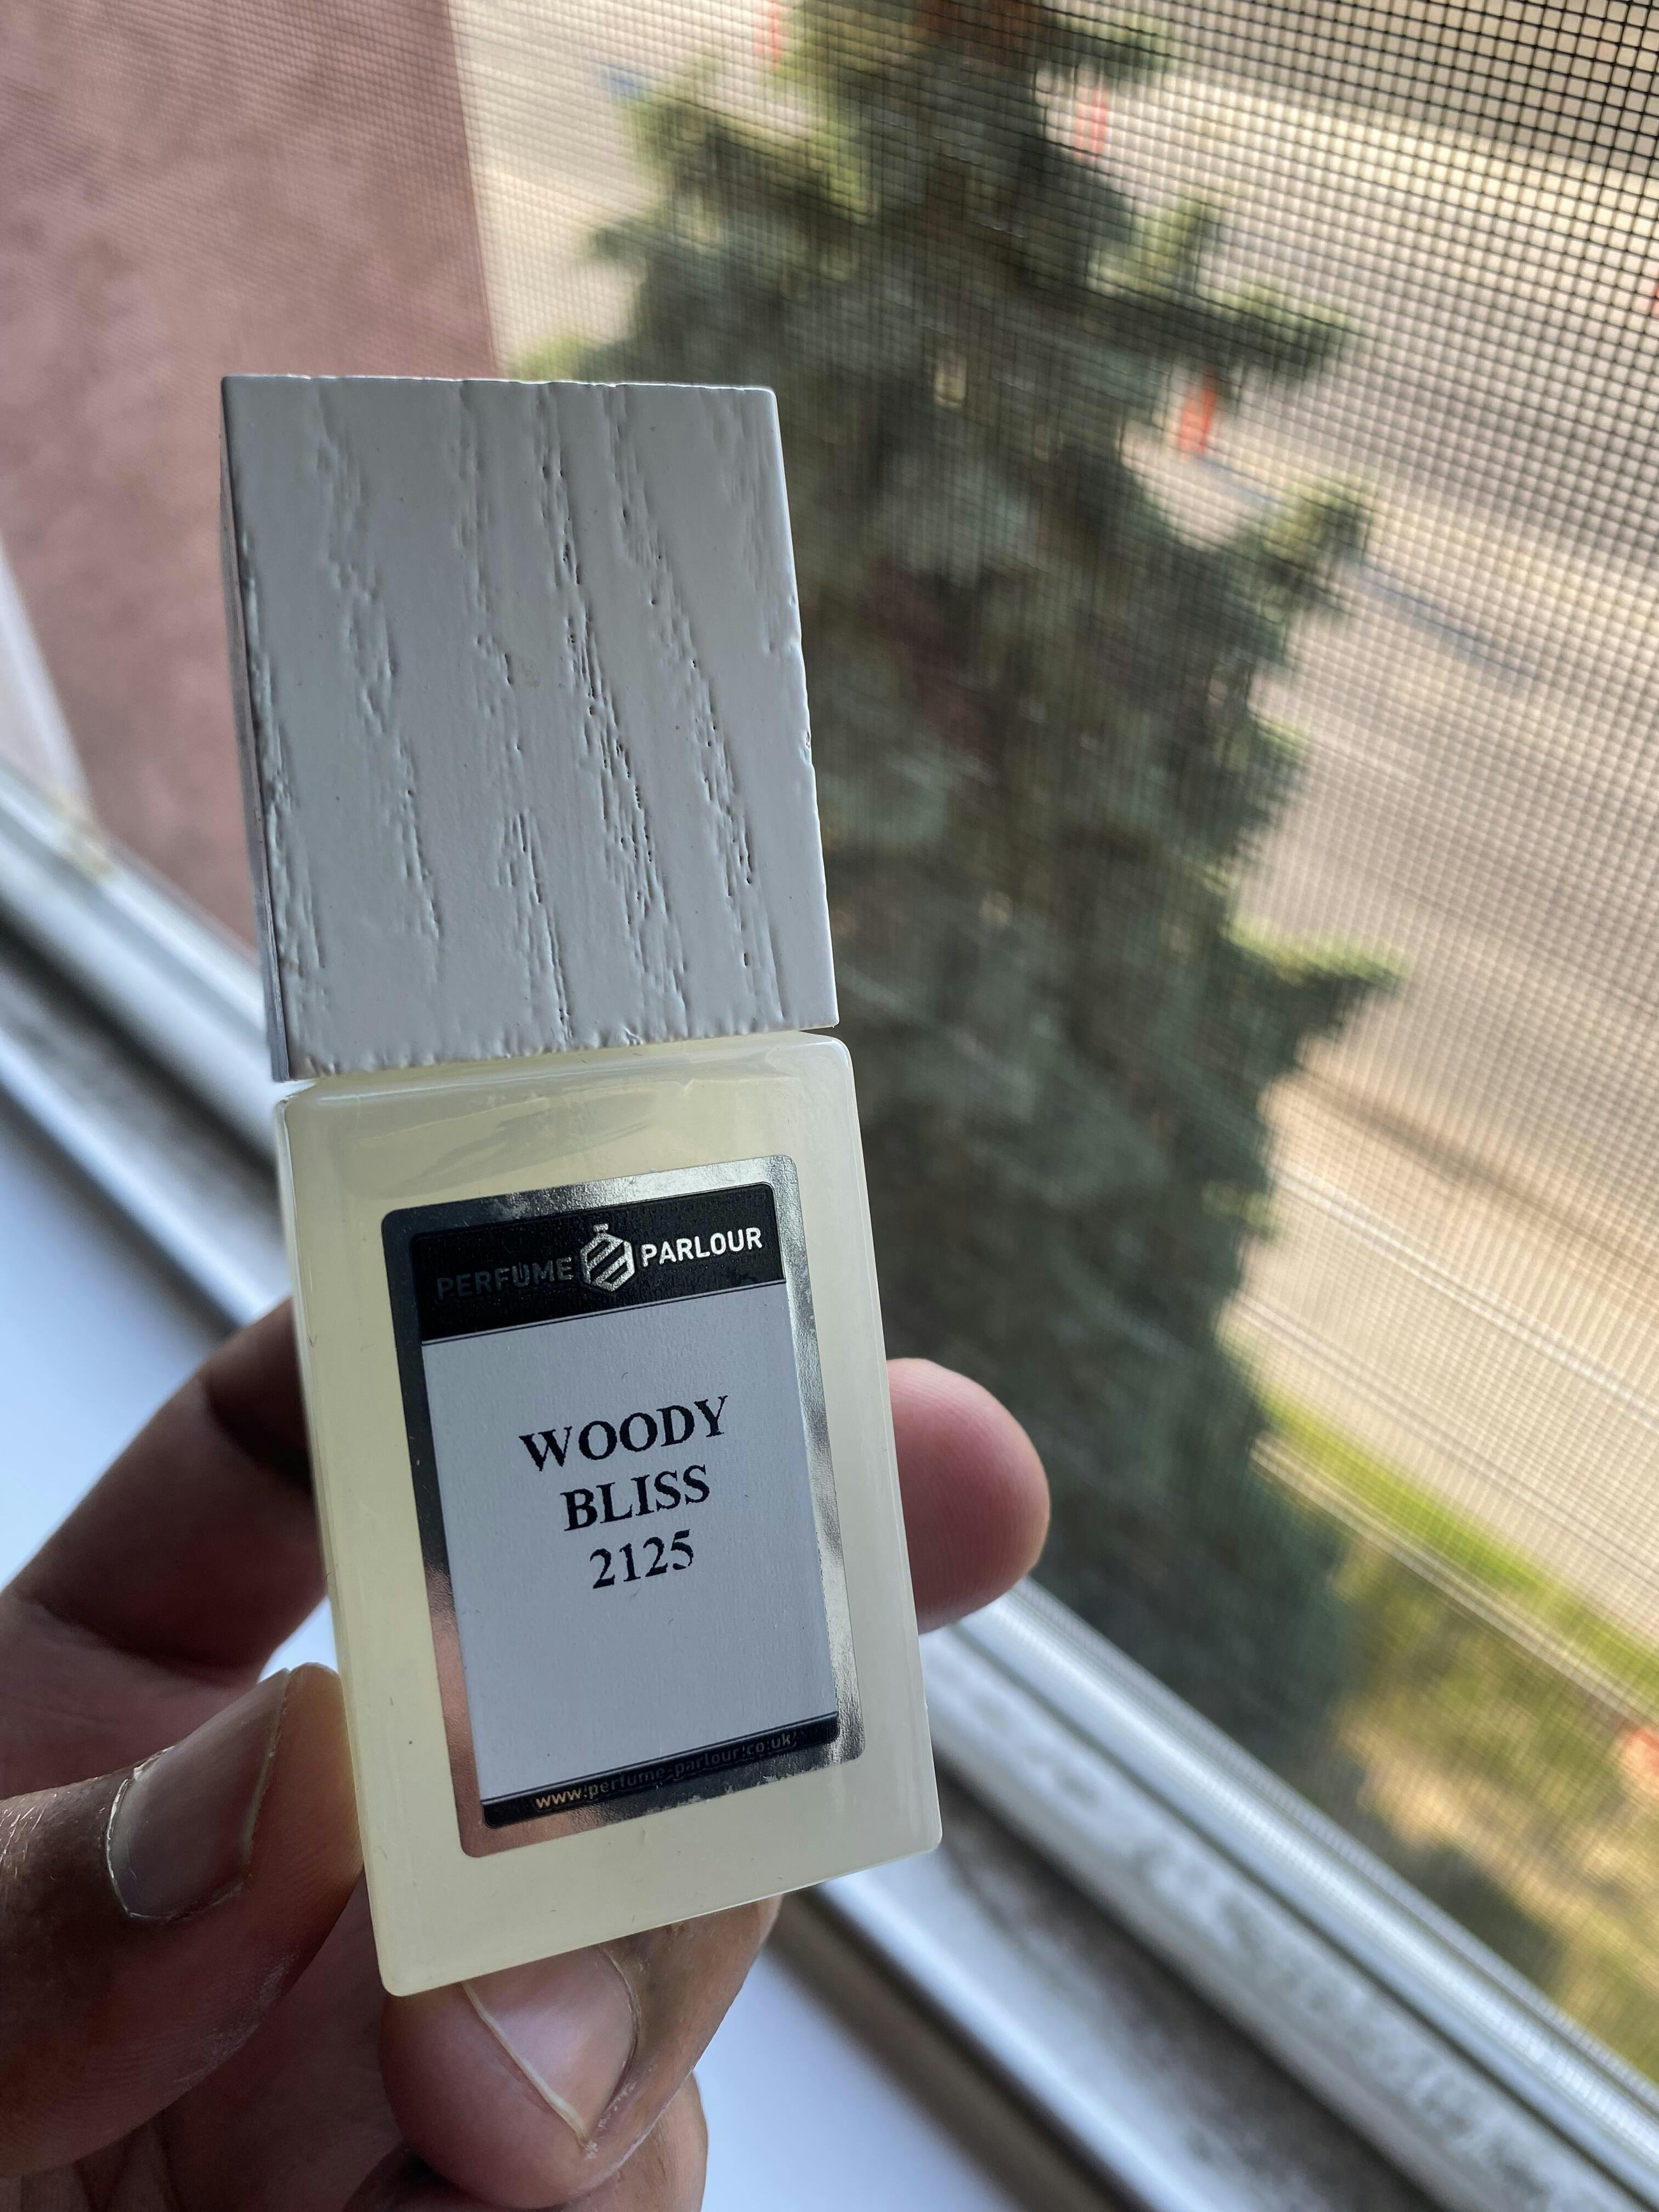 PERFUME PARLOUR
WOODY
BLISS
2125
www.perfume-parlour.co.uk